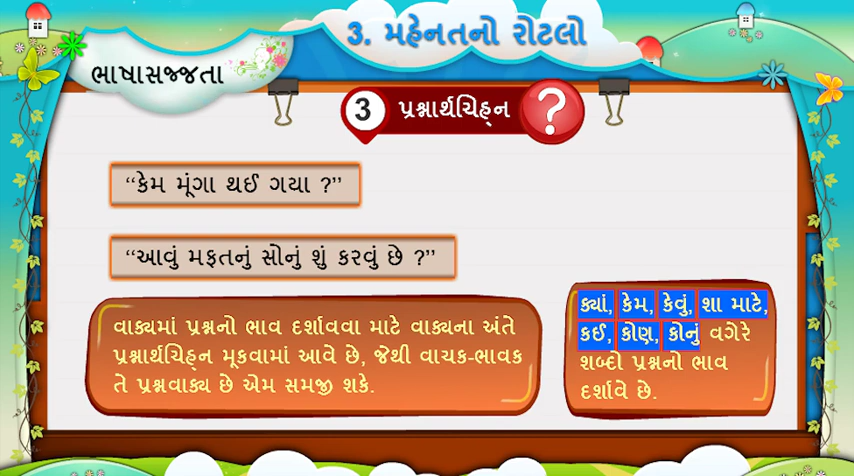 3. મહેનતનો રોટલો
ભાષાસજ્જતા
3 પ્રશ્નાર્થચિહ્ન ?
“કેમ મૂંગા થઈ ગયા ?”
“આવું મફતનું સોનું શું કરવું છે ?”
વાક્યમાં પ્રશ્નનો ભાવ દર્શાવવા માટે વાક્યના અંતે
પ્રશ્નાર્થચિહ્ન મૂકવામાં આવે છે, જેથી વાચક-ભાવક
તે પ્રશ્નવાક્ય છે એમ સમજી શકે.
ક્યાં, કેમ, કેવું, શા માટે,
કઈ, કોણ, કોનું વગેરે
શબ્દો પ્રશ્નનો ભાવ
દર્શાવે છે.